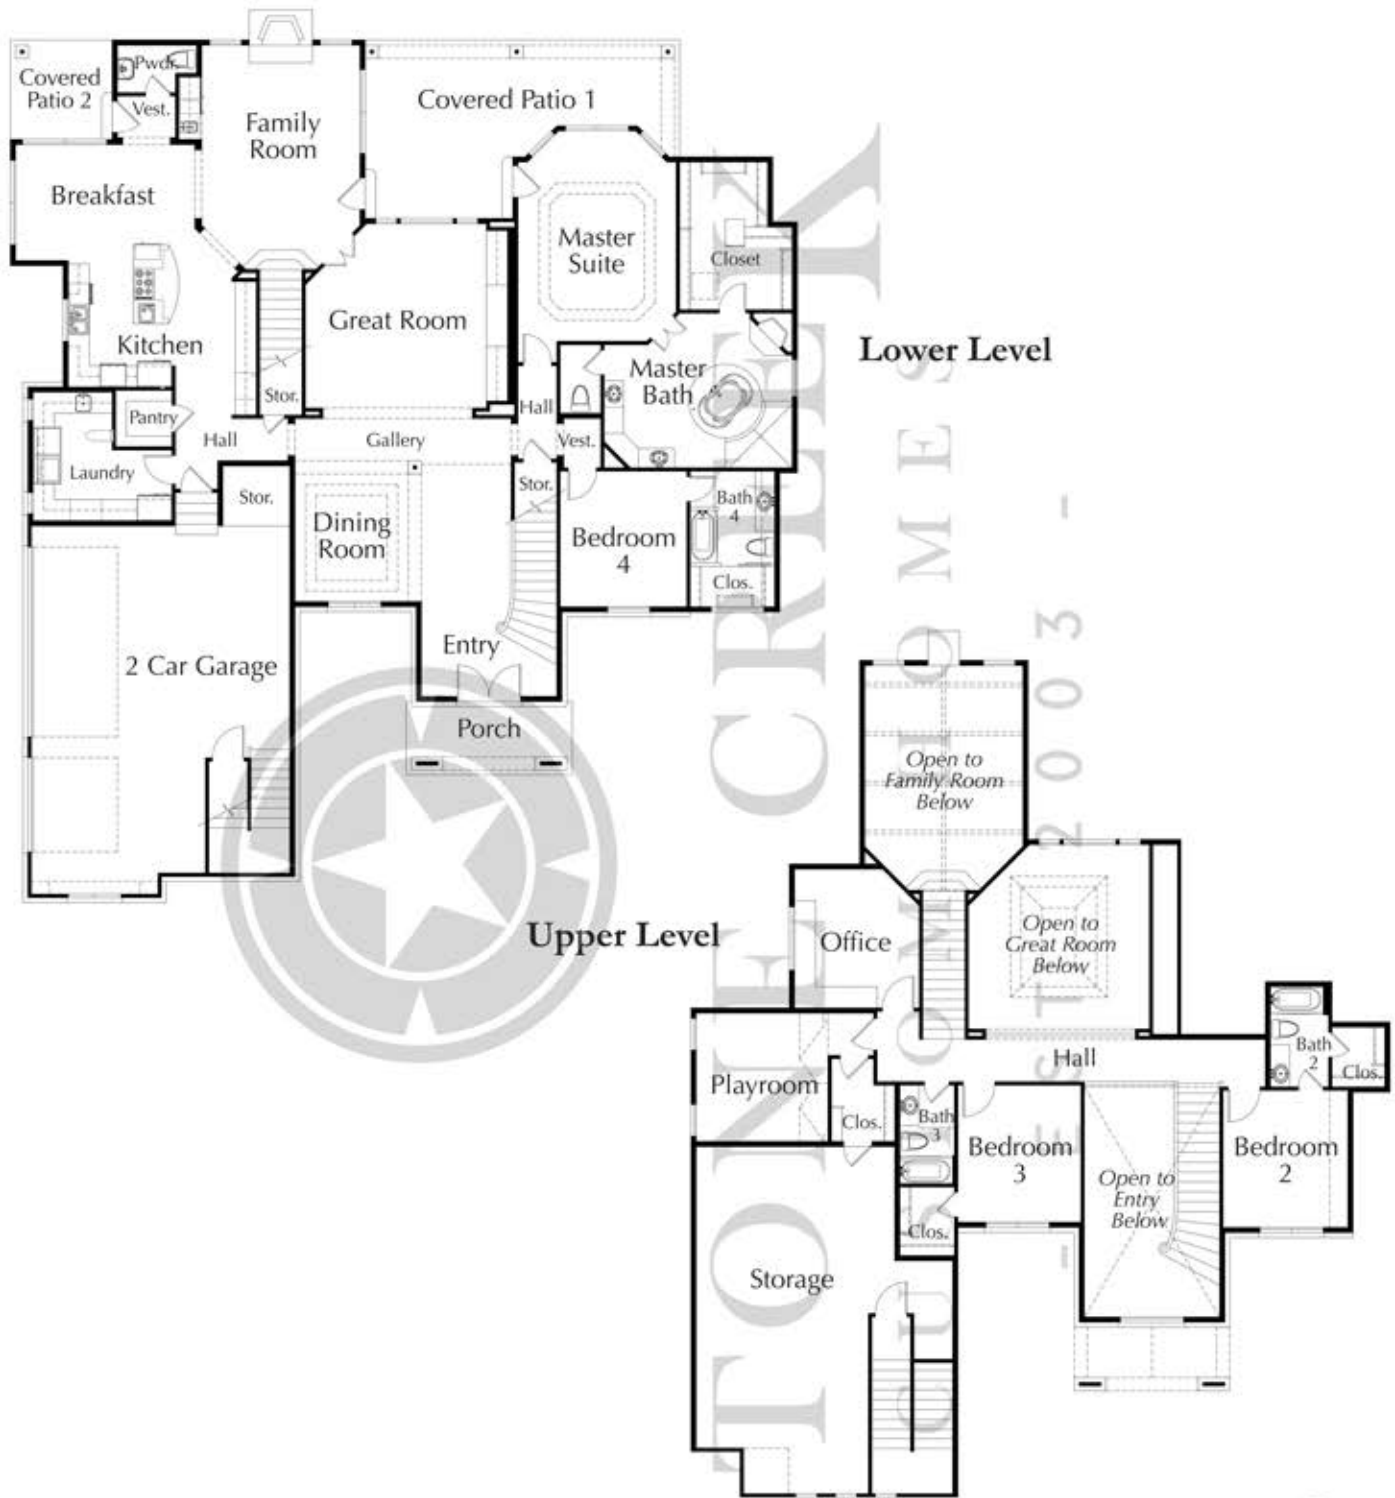 Covered
Patio 2
Pwdr.
Vest.
Family
Room
Covered Patio 1
Breakfast
Master
Suite
Closet
Great Room
Kitchen
Master
Bath
Lower Level
Stor.
Pantry
Hall
Gallery
Hall
Vest.
Laundry
Stor.
Stor.
Bath
4
Dining
Room
Bedroom
4
Clos.
Entry
2 Car Garage
Porch
Open to
Family Room
Below
Upper Level
Office
Open to
Great Room
Below
Hall
Bath
2
Clos.
Playroom
Clos.
Bath
3
Bedroom
3
Open to
Entry
Below
Bedroom
2
Clos.
Storage
CREEK
HOMES
2003 -